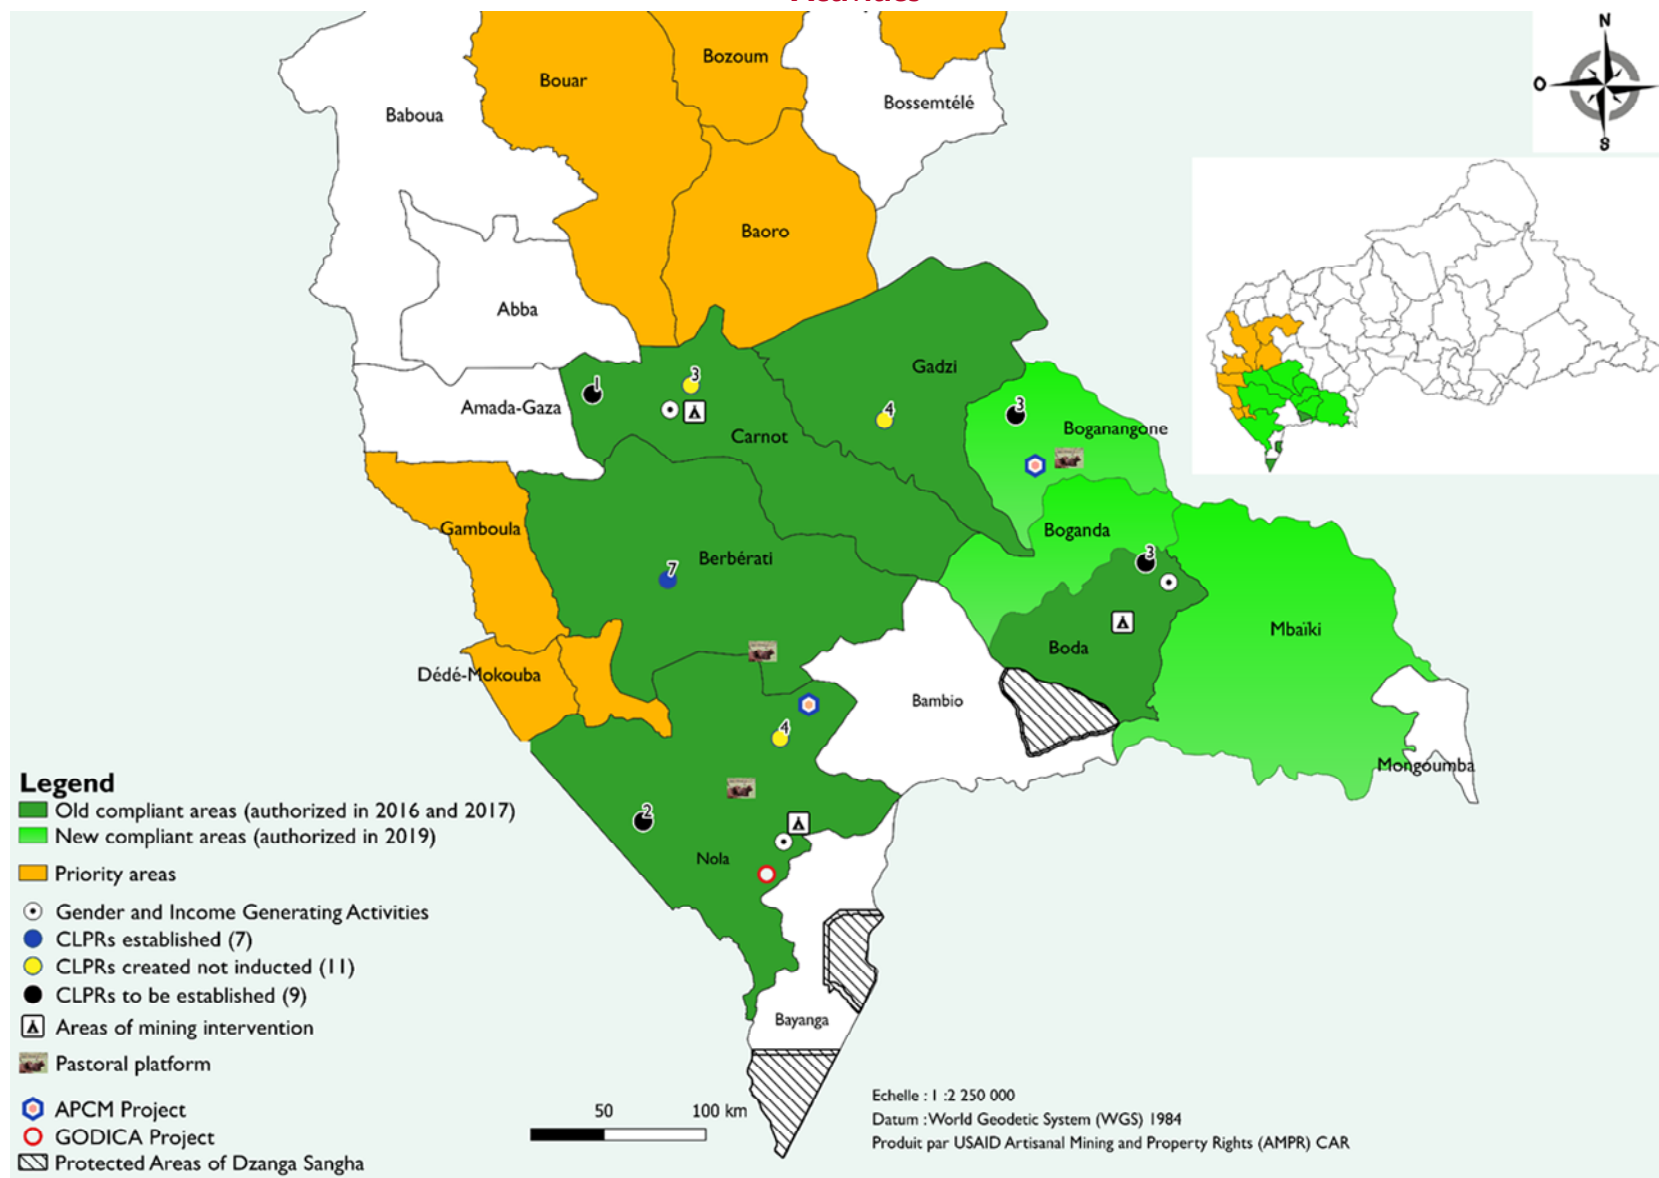 Activities
N
O
S
Bozoum
Bouar
Bossemtélé
Baboua
Baoro
Abba
Gadzi
1
3
Amada-Gaza
4
3
Boganangone
Carnot
Gamboula
Boganda
Berbérati
3
7
Mbaïki
Boda
Dédé-Mokouba
Bambio
4
Mongoumba
2
Nola
Bayanga
Legend
Old compliant areas (authorized in 2016 and 2017)
New compliant areas (authorized in 2019)
Priority areas
Gender and Income Generating Activities
CLPRs established (7)
CLPRs created not inducted (11)
CLPRs to be established (9)
Areas of mining intervention
Pastoral platform
APCM Project
GODICA Project
Protected Areas of Dzanga Sangha
50 100 km
Echelle : 1 :2 250 000
Datum : World Geodetic System (WGS) 1984
Produit par USAID Artisanal Mining and Property Rights (AMPR) CAR